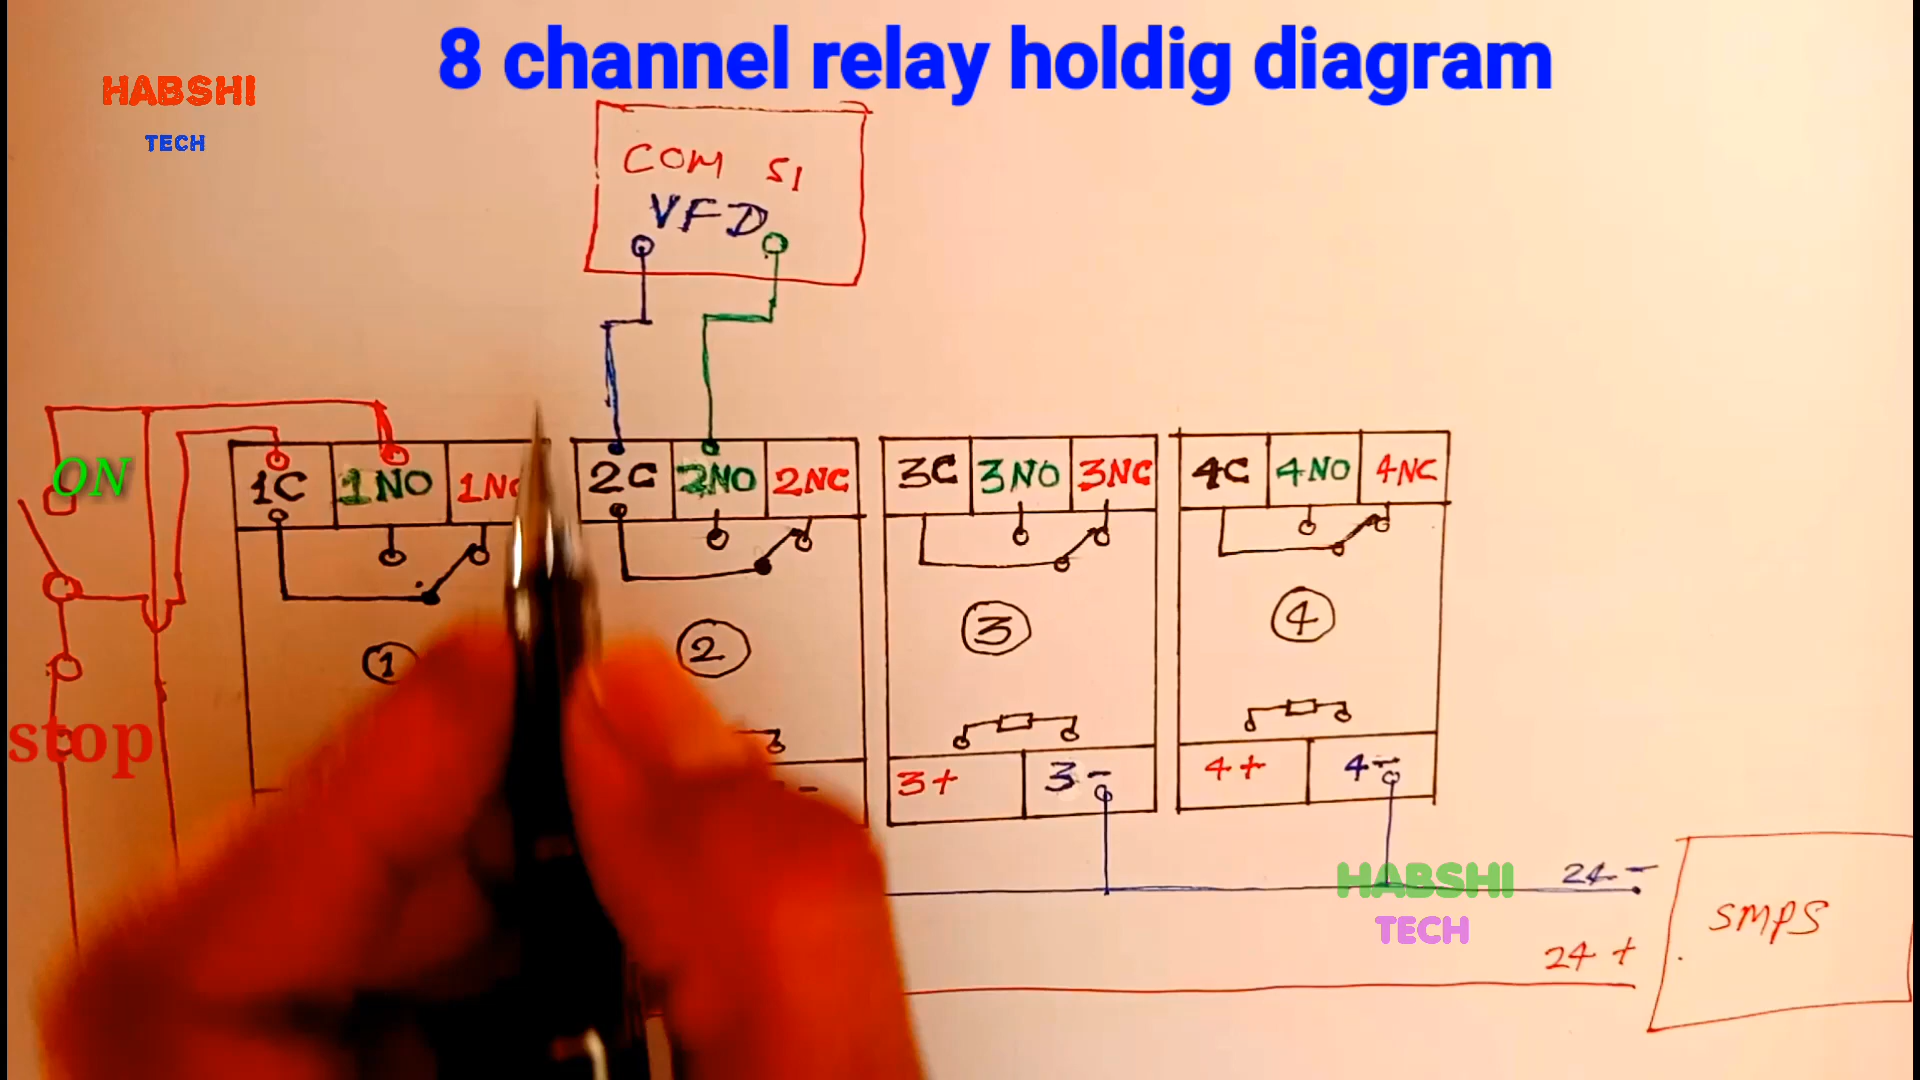 8 channel relay holdig diagram
HABSHI
TECH
COM S1
VFD
ON
1C 1NO 2C 2NO 2NC 3C 3NO 3NC 4C 4NO 4NC
1 2 3 4
stop
3+ 3- 4+ 4-
HABSHI
TECH
24-
SMPS
24+